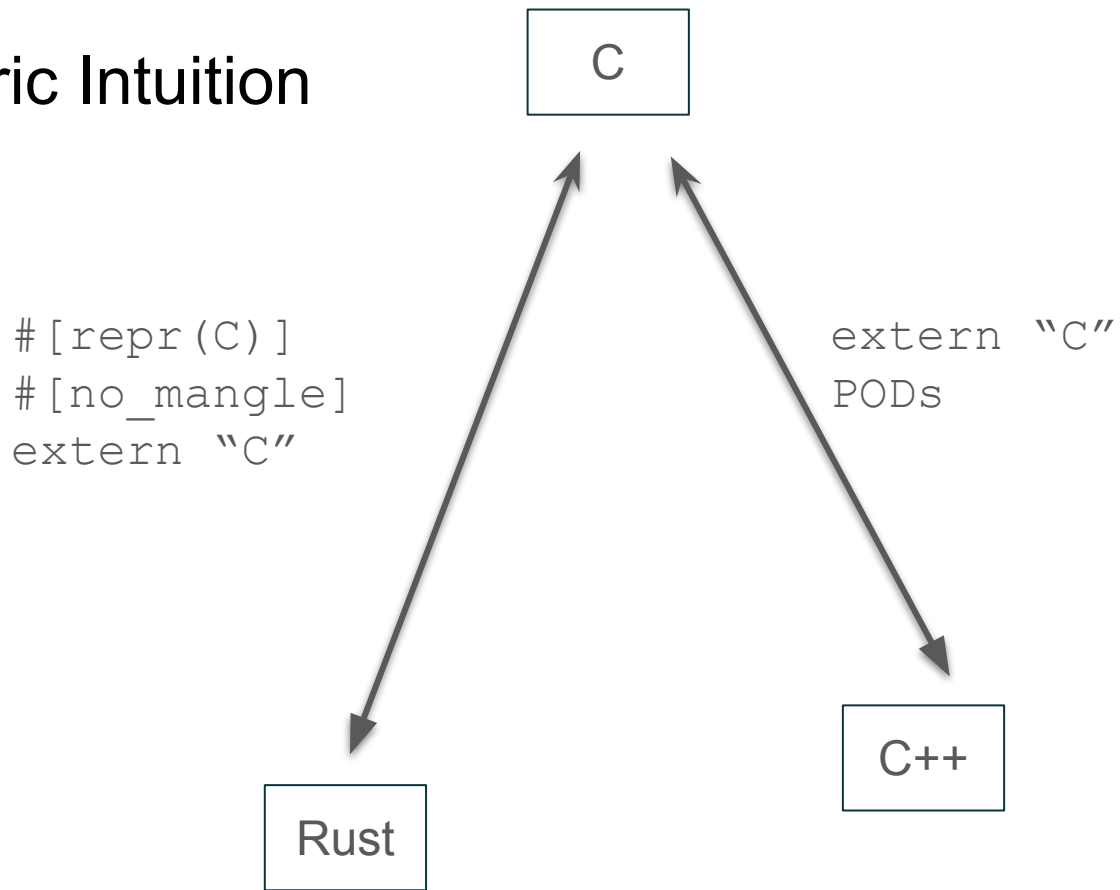 ric Intuition
C
#[repr(C)]
#[no_mangle]
extern “C”
extern “C”
PODs
C++
Rust